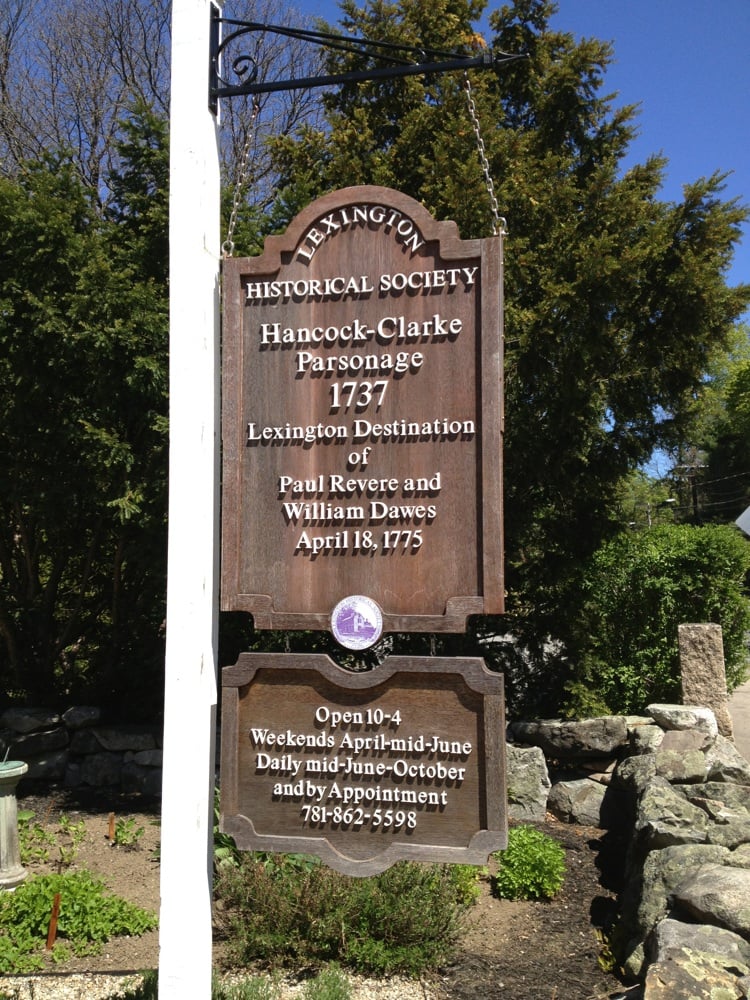 LEXINGTON
HISTORICAL SOCIETY
Hancock-Clarke
Parsonage
1737
Lexington Destination
of
Paul Revere and
William Dawes
April 18, 1775
Open 10-4
Weekends April-mid-June
Daily mid-June-October
and by Appointment
781-862-5598